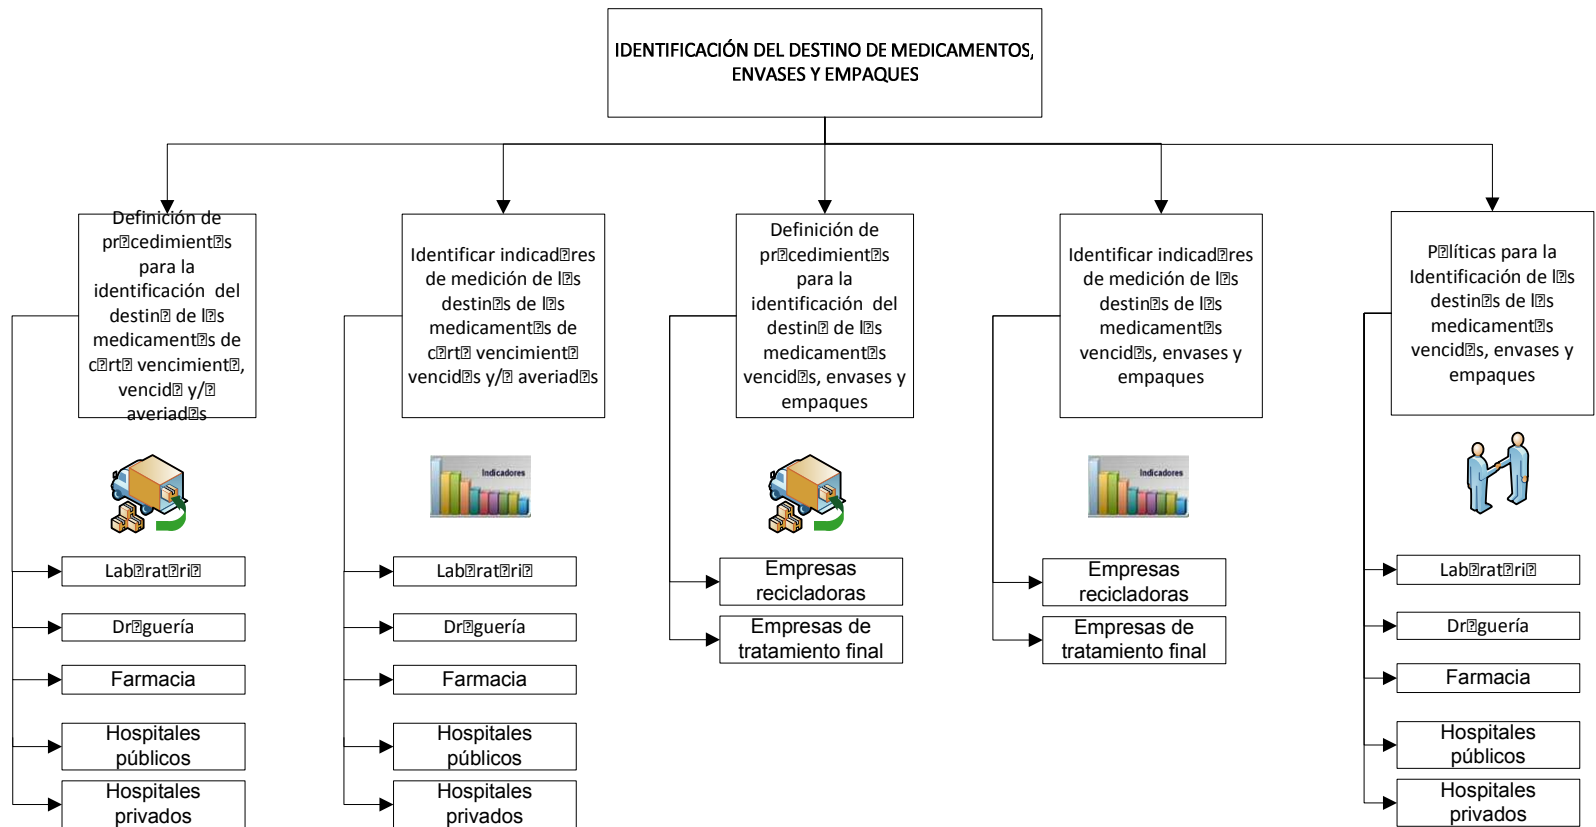 IDENTIFICACIÓN DEL DESTINO DE MEDICAMENTOS,
ENVASES Y EMPAQUES
Definición de
pr⍰cedimient⍰s
para la
identificación del
destin⍰ de l⍰s
medicament⍰s de
c⍰rt⍰ vencimient⍰,
vencid⍰ y/⍰
averiad⍰s
Identificar indicad⍰res
de medición de l⍰s
destin⍰s de l⍰s
medicament⍰s de
c⍰rt⍰ vencimient⍰
vencid⍰s y/⍰ averiad⍰s
Definición de
pr⍰cedimient⍰s
para la
identificación del
destin⍰ de l⍰s
medicament⍰s
vencid⍰s, envases y
empaques
Identificar indicad⍰res
de medición de l⍰s
destin⍰s de l⍰s
medicament⍰s
vencid⍰s, envases y
empaques
P⍰líticas para la
Identificación de l⍰s
destin⍰s de l⍰s
medicament⍰s
vencid⍰s, envases y
empaques
Indicadores
Indicadores
Lab⍰rat⍰ri⍰
Dr⍰guería
Farmacia
Hospitales
públicos
Hospitales
privados
Lab⍰rat⍰ri⍰
Dr⍰guería
Farmacia
Hospitales
públicos
Hospitales
privados
Empresas
recicladoras
Empresas de
tratamiento final
Empresas
recicladoras
Empresas de
tratamiento final
Lab⍰rat⍰ri⍰
Dr⍰guería
Farmacia
Hospitales
públicos
Hospitales
privados